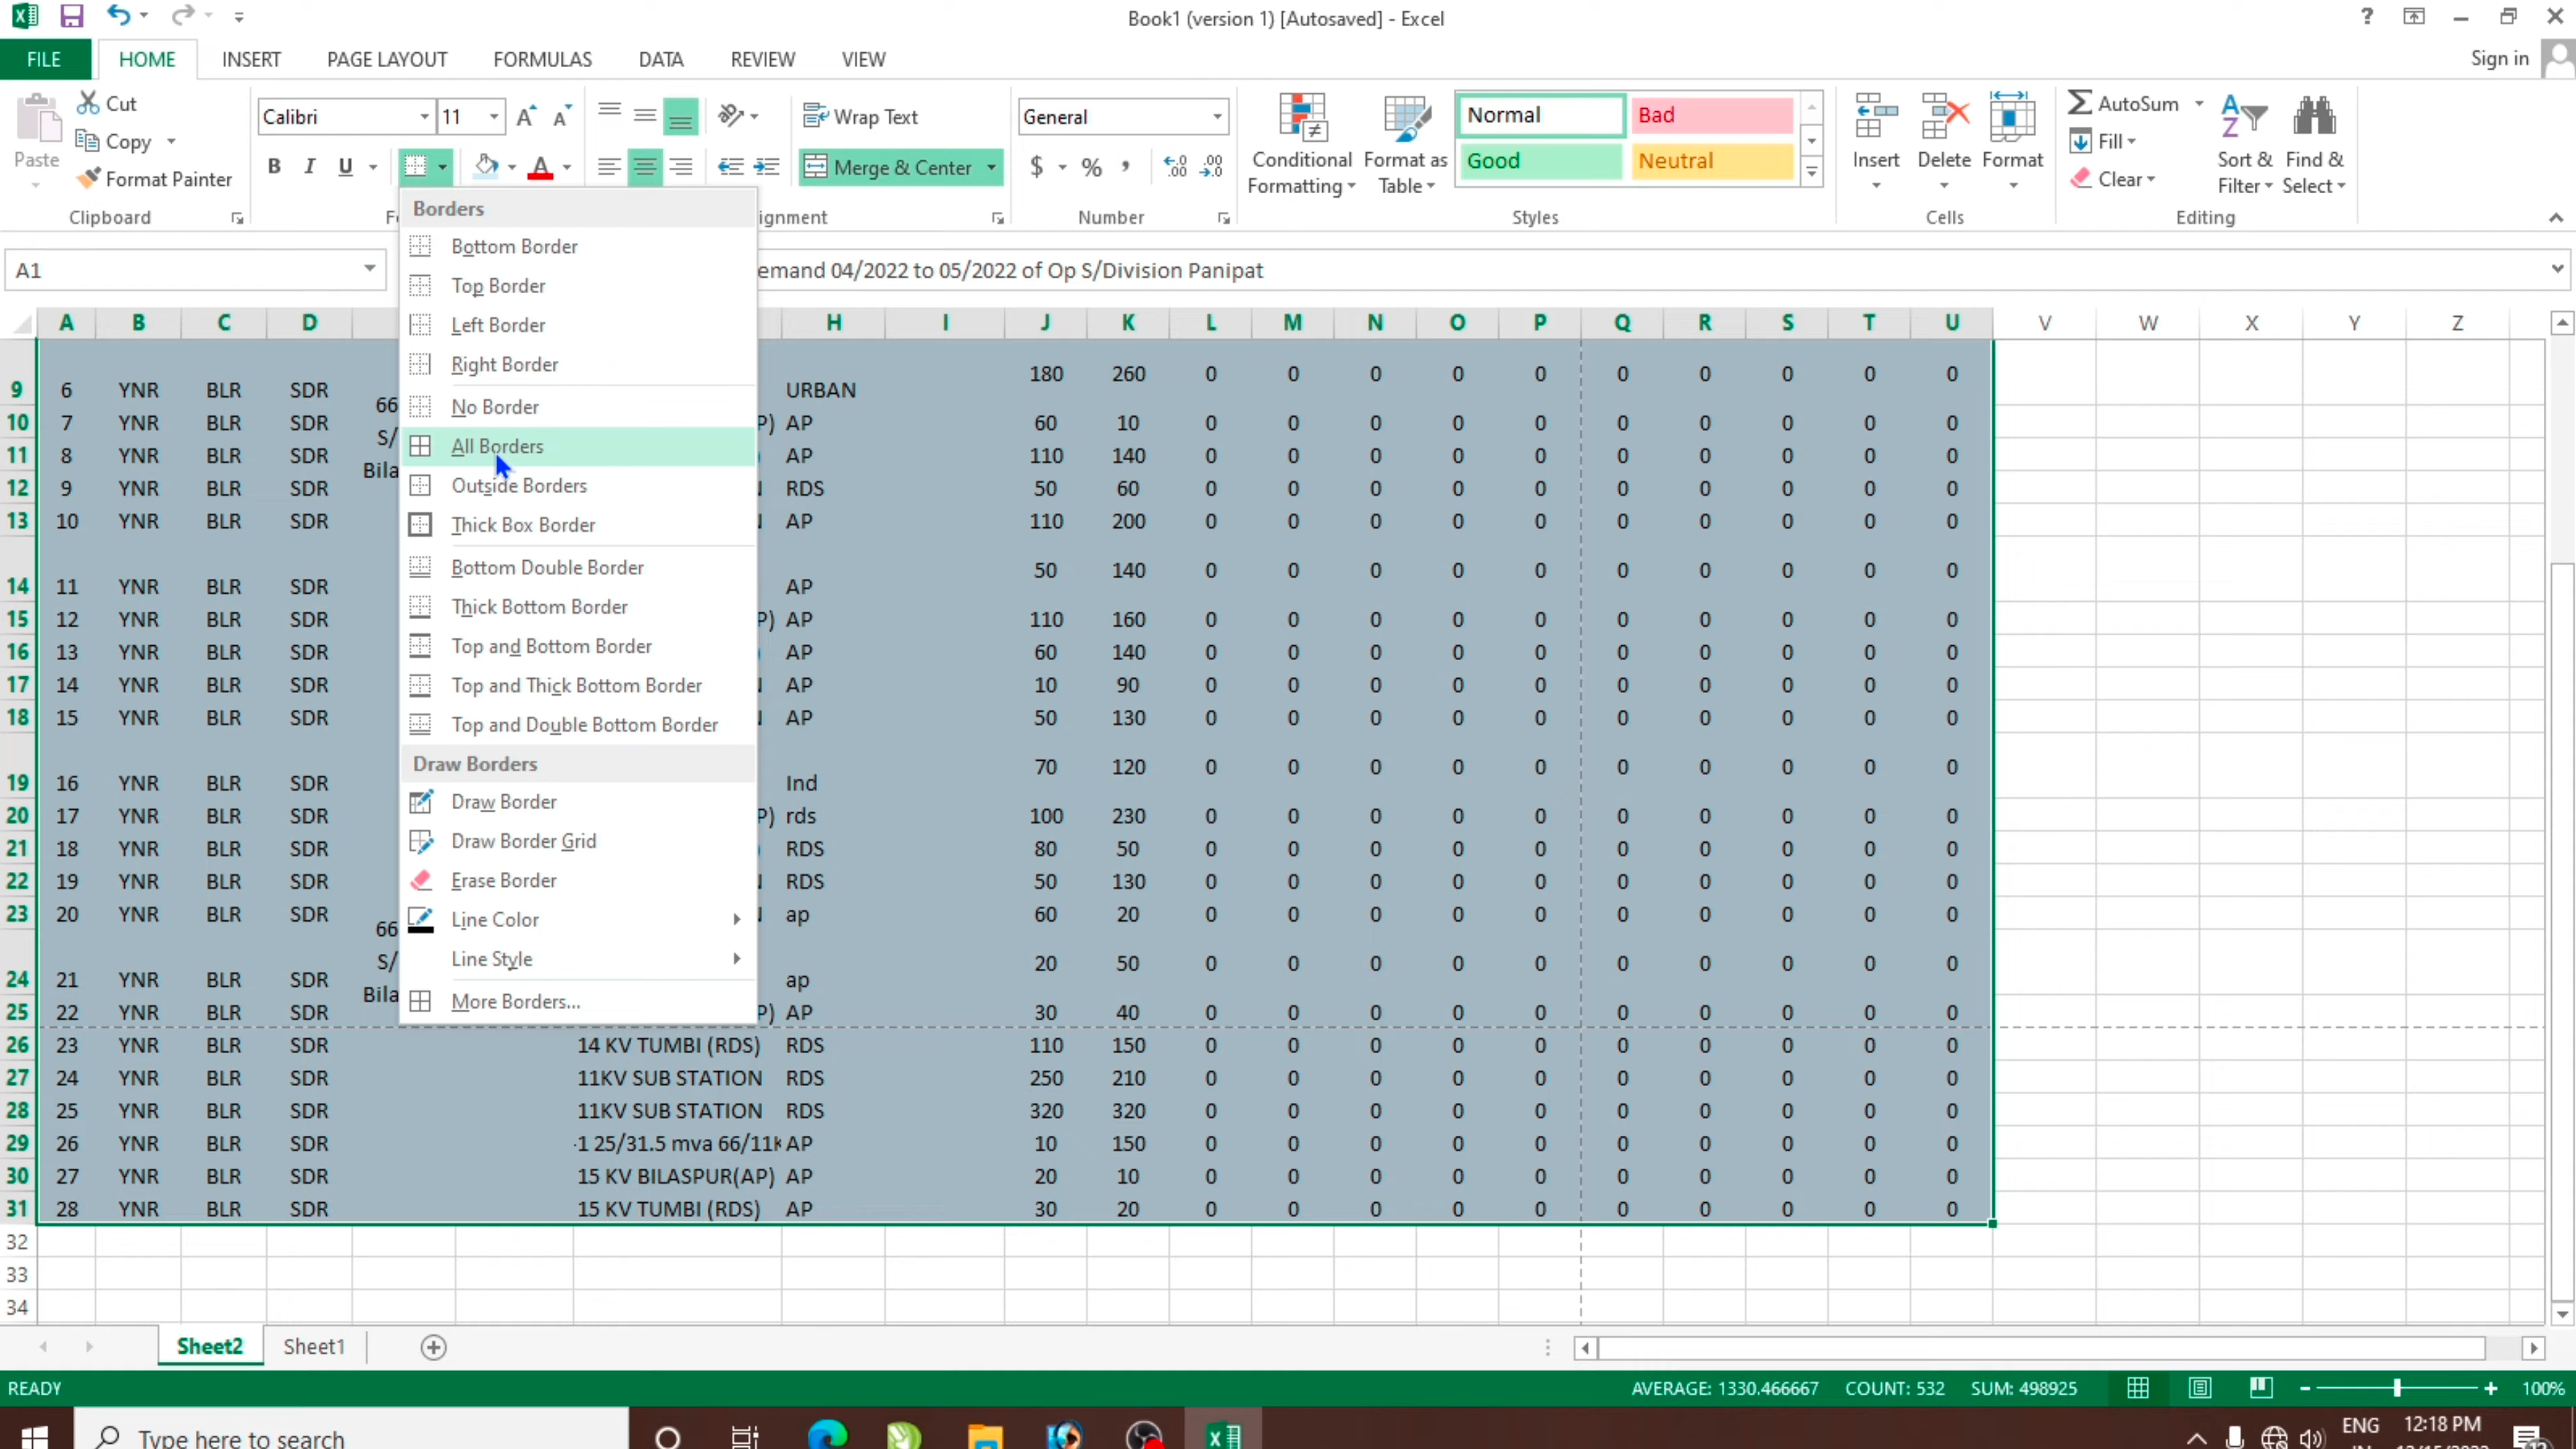 Book1 (version 1) [Autosaved] - Excel
?
FILE HOME INSERT PAGE LAYOUT FORMULAS DATA REVIEW VIEW Sign in
Paste Cut Copy Format Painter Clipboard
Calibri 11 B I U A
Wrap Text Merge & Center ignment
General $ % Number
Conditional Formatting Format as Table
Normal Bad Good Neutral Styles
Insert Delete Format Cells
AutoSum Fill Clear Sort & Filter Find & Select Editing
A1 emand 04/2022 to 05/2022 of Op S/Division Panipat
Borders
Bottom Border
Top Border
Left Border
Right Border
No Border
All Borders
Outside Borders
Thick Box Border
Bottom Double Border
Thick Bottom Border
Top and Bottom Border
Top and Thick Bottom Border
Top and Double Bottom Border
Draw Borders
Draw Border
Draw Border Grid
Erase Border
Line Color
Line Style
More Borders...
A B C D H I J K L M N O P Q R S T U V W X Y Z
9 6 YNR BLR SDR URBAN 180 260 0 0 0 0 0 0 0 0 0 0
66
10 7 YNR BLR SDR P) AP 60 10 0 0 0 0 0 0 0 0 0 0
S/
11 8 YNR BLR SDR AP 110 140 0 0 0 0 0 0 0 0 0 0
Bila
12 9 YNR BLR SDR RDS 50 60 0 0 0 0 0 0 0 0 0 0
13 10 YNR BLR SDR AP 110 200 0 0 0 0 0 0 0 0 0 0
14 11 YNR BLR SDR AP 50 140 0 0 0 0 0 0 0 0 0 0
15 12 YNR BLR SDR P) AP 110 160 0 0 0 0 0 0 0 0 0 0
16 13 YNR BLR SDR AP 60 140 0 0 0 0 0 0 0 0 0 0
17 14 YNR BLR SDR AP 10 90 0 0 0 0 0 0 0 0 0 0
18 15 YNR BLR SDR AP 50 130 0 0 0 0 0 0 0 0 0 0
19 16 YNR BLR SDR Ind 70 120 0 0 0 0 0 0 0 0 0 0
20 17 YNR BLR SDR P) rds 100 230 0 0 0 0 0 0 0 0 0 0
21 18 YNR BLR SDR RDS 80 50 0 0 0 0 0 0 0 0 0 0
22 19 YNR BLR SDR RDS 50 130 0 0 0 0 0 0 0 0 0 0
23 20 YNR BLR SDR ap 60 20 0 0 0 0 0 0 0 0 0 0
66
S/
24 21 YNR BLR SDR ap 20 50 0 0 0 0 0 0 0 0 0 0
Bila
25 22 YNR BLR SDR P) AP 30 40 0 0 0 0 0 0 0 0 0 0
26 23 YNR BLR SDR 14 KV TUMBI (RDS) RDS 110 150 0 0 0 0 0 0 0 0 0 0
27 24 YNR BLR SDR 11KV SUB STATION RDS 250 210 0 0 0 0 0 0 0 0 0 0
28 25 YNR BLR SDR 11KV SUB STATION RDS 320 320 0 0 0 0 0 0 0 0 0 0
29 26 YNR BLR SDR -1 25/31.5 mva 66/11K AP 10 150 0 0 0 0 0 0 0 0 0 0
30 27 YNR BLR SDR 15 KV BILASPUR(AP) AP 20 10 0 0 0 0 0 0 0 0 0 0
31 28 YNR BLR SDR 15 KV TUMBI (RDS) AP 30 20 0 0 0 0 0 0 0 0 0 0
32
33
34
Sheet2 Sheet1
READY AVERAGE: 1330.466667 COUNT: 532 SUM: 498925 100%
Type here to search ENG 12:18 PM